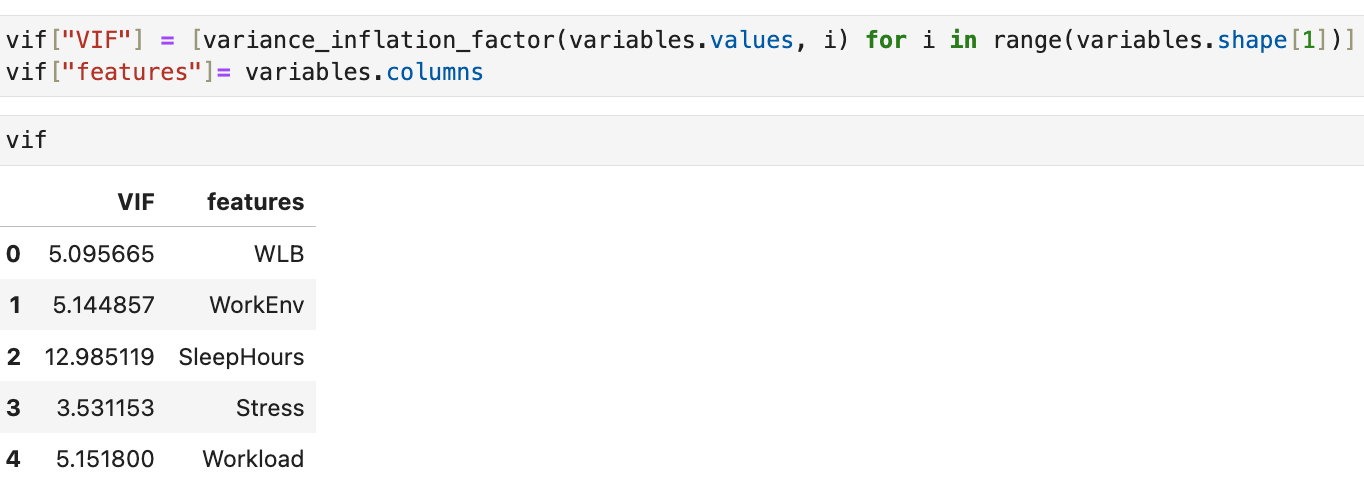 vif["VIF"] = [variance_inflation_factor(variables.values, i) for i in range(variables.shape[1])]
vif["features"]= variables.columns
vif
VIF features
0 5.095665 WLB
1 5.144857 WorkEnv
2 12.985119 SleepHours
3 3.531153 Stress
4 5.151800 Workload